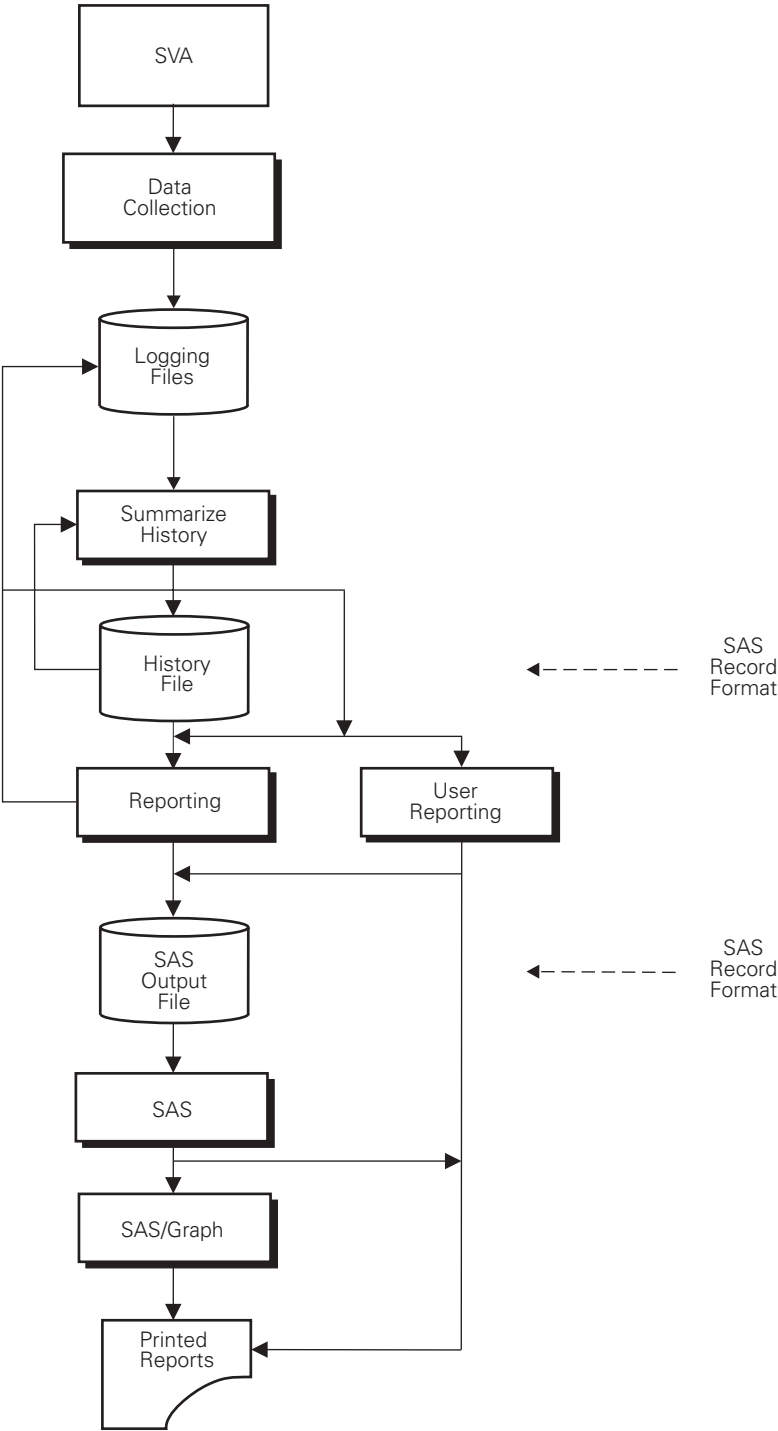 SVA
Data
Collection
Logging
Files
Summarize
History
History
File
SAS
Record
Format
Reporting
User
Reporting
SAS
Output
File
SAS
Record
Format
SAS
SAS/Graph
Printed
Reports